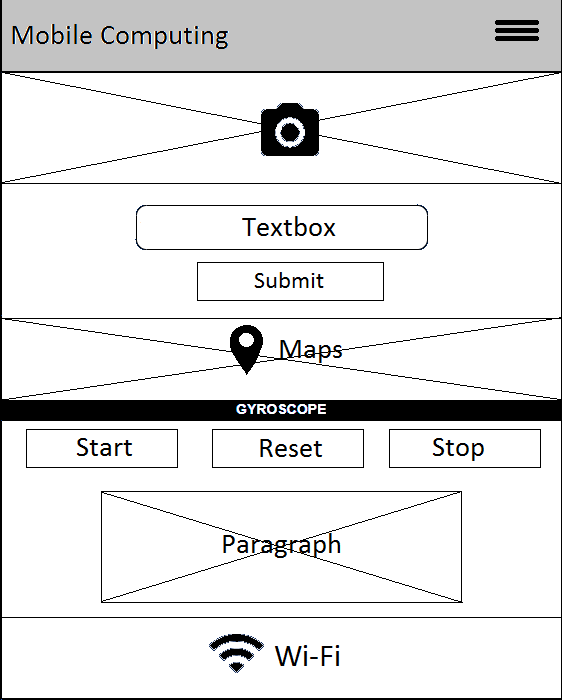 Mobile Computing
Textbox
Submit
Maps
GYROSCOPE
Start Reset Stop
Paragraph
Wi-Fi